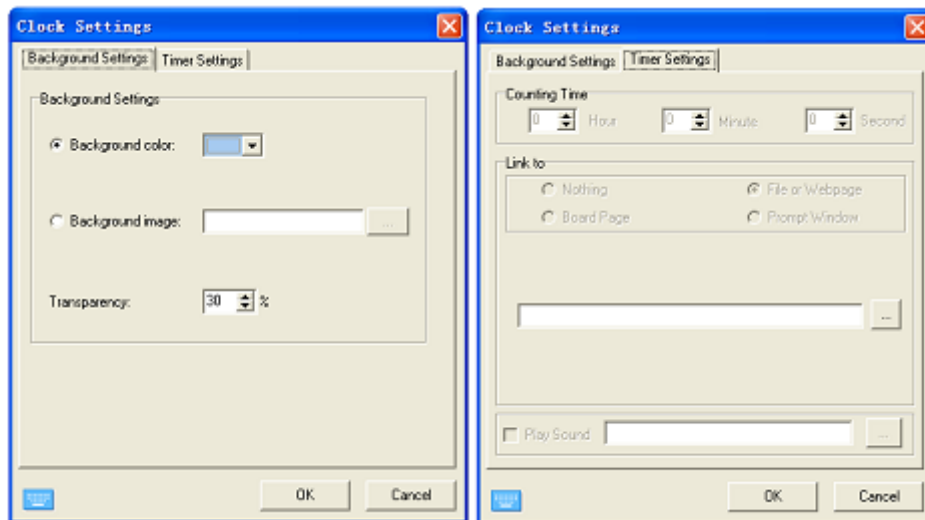 Clock Settings
Background Settings Timer Settings
Background Settings
Background color:
Background image: ...
Transparency: 30 %
OK Cancel
Clock Settings
Background Settings Timer Settings
Counting Time
0 Hour 0 Minute 0 Second
Link to
Nothing File or Webpage
Board Page Prompt Window
...
Play Sound ...
OK Cancel